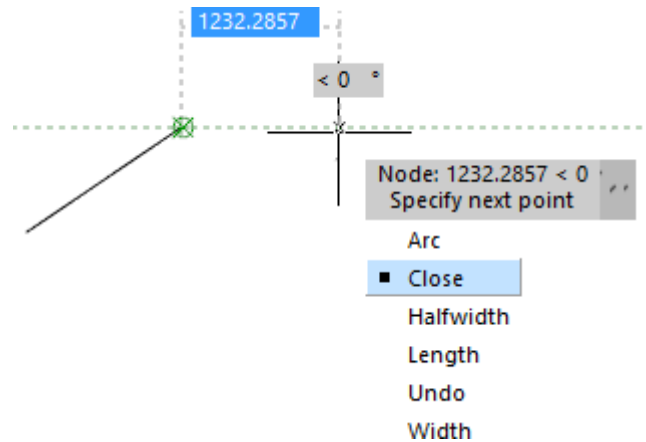 1232.2857
< 0 °
Node: 1232.2857 < 0
Specify next point
Arc
Close
Halfwidth
Length
Undo
Width